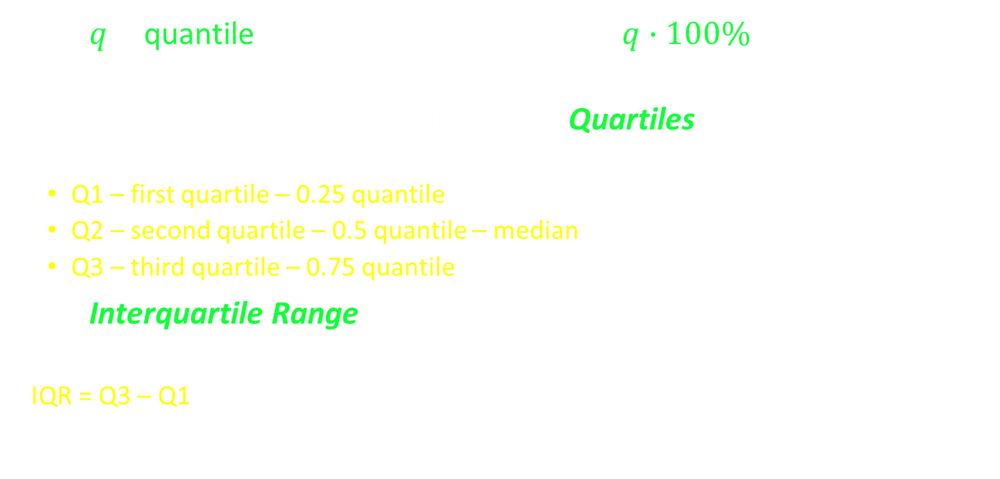 q quantile q · 100%
Quartiles
• Q1 – first quartile – 0.25 quantile
• Q2 – second quartile – 0.5 quantile – median
• Q3 – third quartile – 0.75 quantile
Interquartile Range
IQR = Q3 – Q1